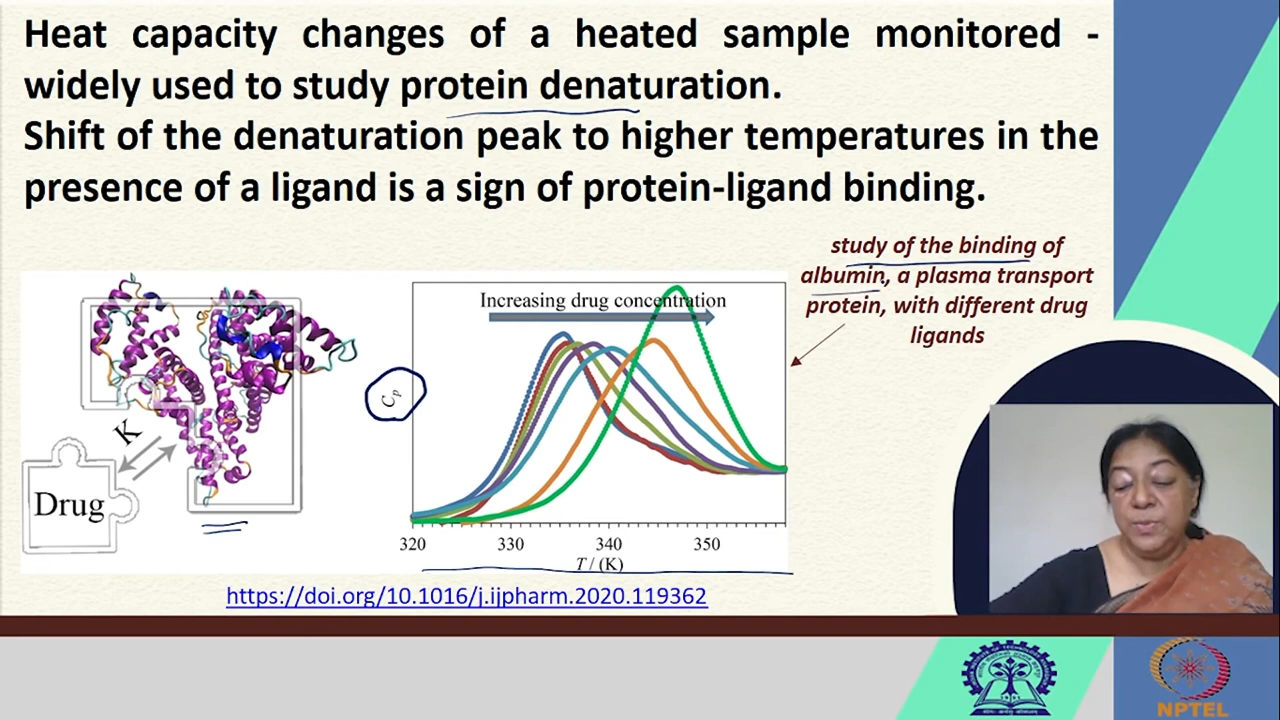 Heat capacity changes of a heated sample monitored -
widely used to study protein denaturation.
Shift of the denaturation peak to higher temperatures in the
presence of a ligand is a sign of protein-ligand binding.
study of the binding of
albumin, a plasma transport
protein, with different drug
ligands
K
Drug
Increasing drug concentration
Cp
320 330 340 350
T / (K)
https://doi.org/10.1016/j.ijpharm.2020.119362
NPTEL